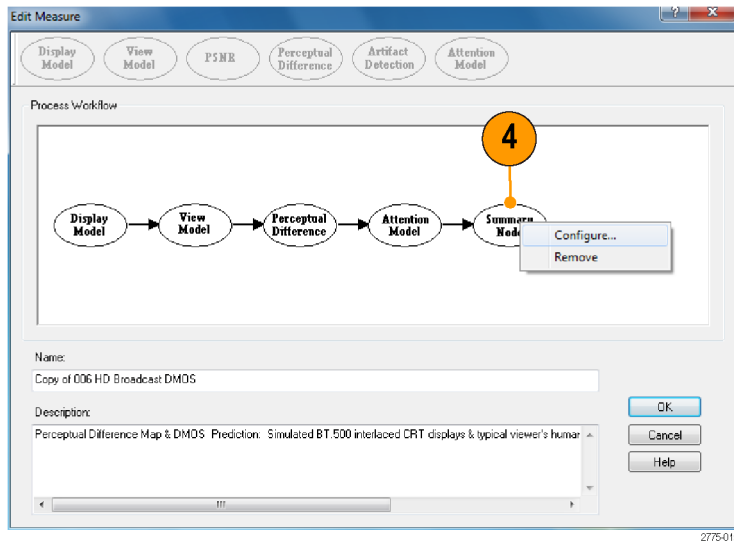 Edit Measure
Display Model
View Model
PSNR
Perceptual Difference
Artifact Detection
Attention Model
Process Workflow
4
Display Model
View Model
Perceptual Difference
Attention Model
Summary
Configure...
Remove
Name:
Copy of 006 HD Broadcast DMOS
Description:
Perceptual Difference Map & DMOS Prediction: Simulated BT.500 interlaced CRT displays & typical viewer's humar
OK
Cancel
Help
2775-01